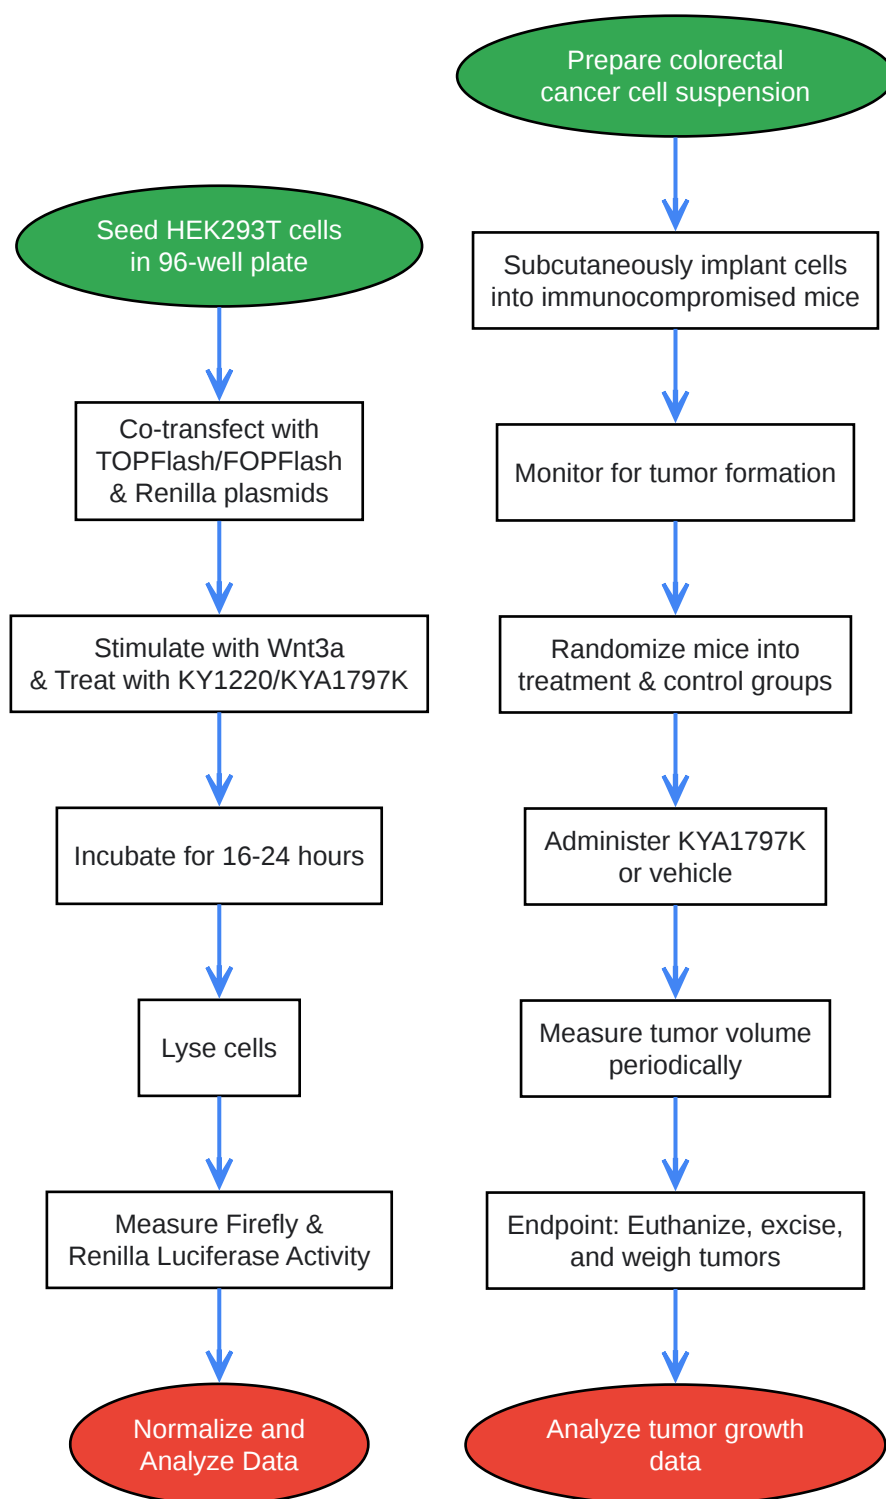 Seed HEK293T cells
in 96-well plate
Co-transfect with
TOPFlash/FOPFlash
& Renilla plasmids
Stimulate with Wnt3a
& Treat with KY1220/KYA1797K
Incubate for 16-24 hours
Lyse cells
Measure Firefly &
Renilla Luciferase Activity
Normalize and
Analyze Data
Prepare colorectal
cancer cell suspension
Subcutaneously implant cells
into immunocompromised mice
Monitor for tumor formation
Randomize mice into
treatment & control groups
Administer KYA1797K
or vehicle
Measure tumor volume
periodically
Endpoint: Euthanize, excise,
and weigh tumors
Analyze tumor growth
data